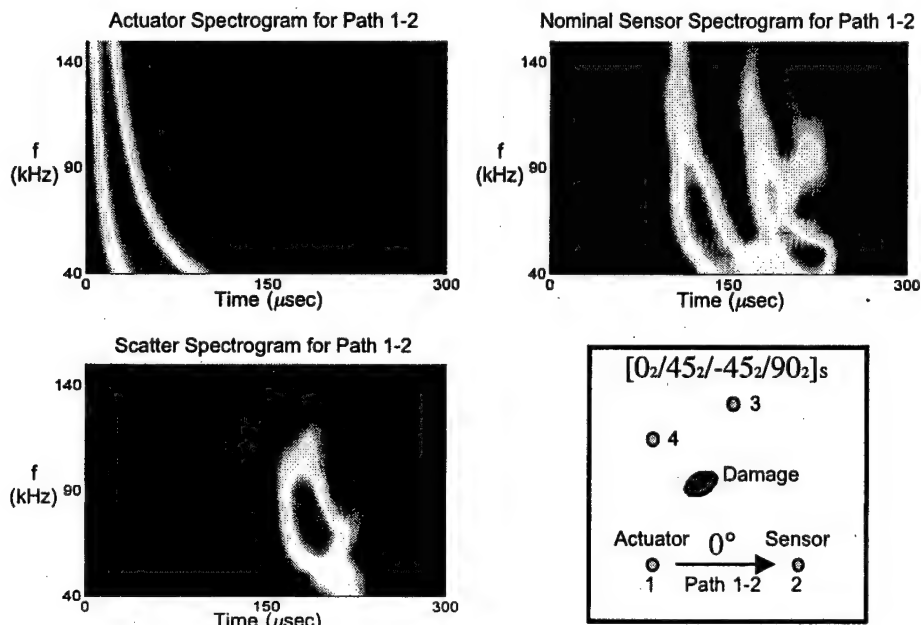 Actuator Spectrogram for Path 1-2
140
f
(kHz)
90
40
0
150
300
Time (μsec)
Nominal Sensor Spectrogram for Path 1-2
140
f
(kHz)
90
40
0
150
300
Time (μsec)
Scatter Spectrogram for Path 1-2
140
f
(kHz)
90
40
0
150
300
Time (μsec)
[0₂/45₂/-45₂/90₂]s
3
4
Damage
Actuator 0° Sensor
1 Path 1-2 2